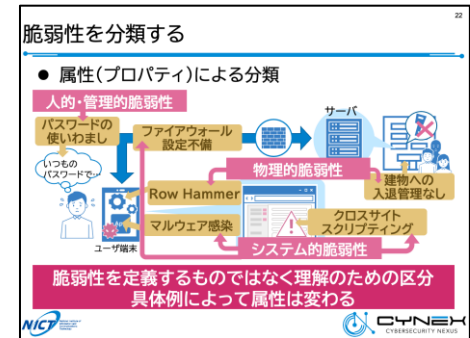 22
脆弱性を分類する
● 属性(プロパティ)による分類
人的・管理的脆弱性
パスワードの
使いわまし
ファイアウォール
設定不備
サーバ
いつもの
パスワードで…
物理的脆弱性
建物への
入退管理なし
Row Hammer
マルウェア感染
クロスサイト
スクリプティング
ユーザ端末
システム的脆弱性
脆弱性を定義するものではなく理解のための区分
具体例によって属性は変わる
NICT
CYNEX
CYBERSECURITY NEXUS